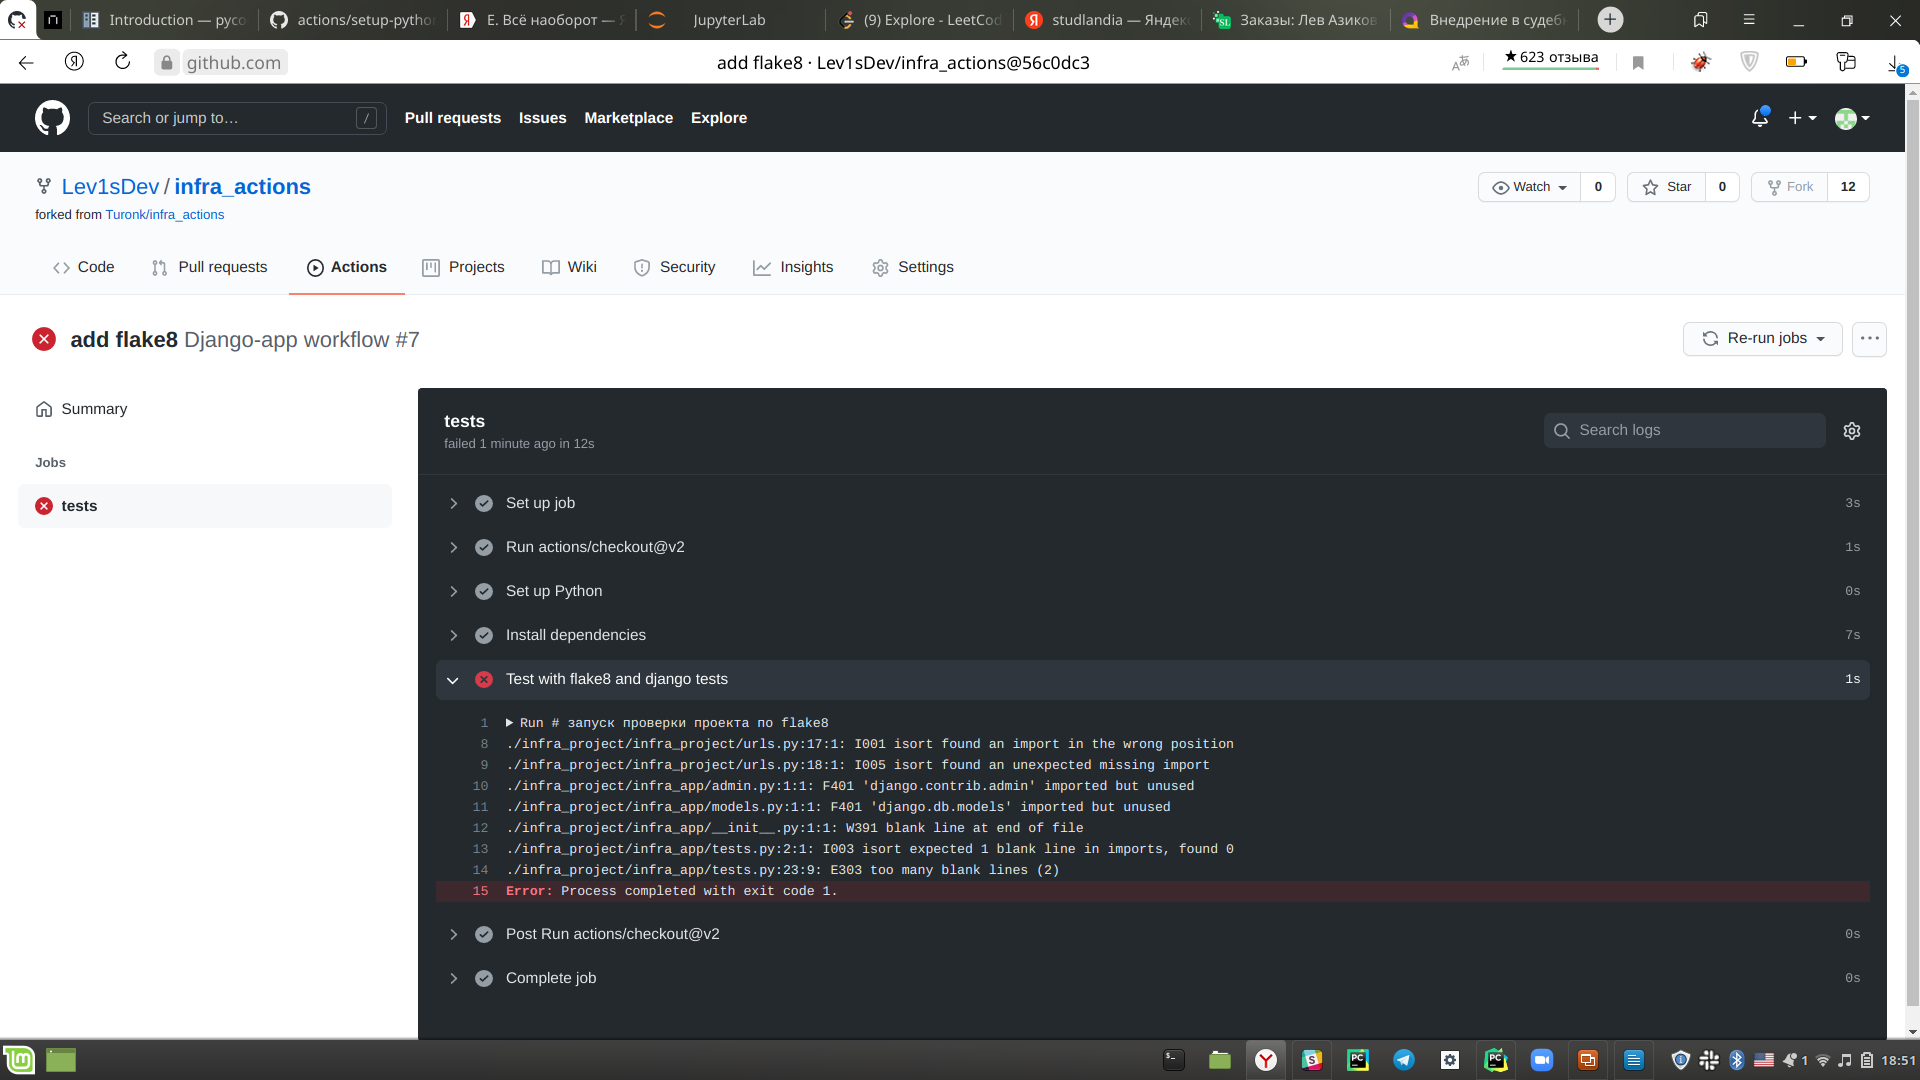 Introduction — русс
actions/setup-pytho
Е. Всё наоборот —
JupyterLab
(9) Explore - LeetCod
studlandia — Яндекс
Заказы: Лев Азиков
Внедрение в судеб
github.com
add flake8 · Lev1sDev/infra_actions@56c0dc3
★623 отзыва
5
Search or jump to…
/
Pull requests
Issues
Marketplace
Explore
Lev1sDev / infra_actions
Watch
0
Star
0
Fork
12
forked from Turonk/infra_actions
Code
Pull requests
Actions
Projects
Wiki
Security
Insights
Settings
add flake8 Django-app workflow #7
Re-run jobs
Summary
Jobs
tests
tests
failed 1 minute ago in 12s
Search logs
Set up job
3s
Run actions/checkout@v2
1s
Set up Python
0s
Install dependencies
7s
Test with flake8 and django tests
1s
1 Run # запуск проверки проекта по flake8
8 ./infra_project/infra_project/urls.py:17:1: I001 isort found an import in the wrong position
9 ./infra_project/infra_project/urls.py:18:1: I005 isort found an unexpected missing import
10 ./infra_project/infra_app/admin.py:1:1: F401 'django.contrib.admin' imported but unused
11 ./infra_project/infra_app/models.py:1:1: F401 'django.db.models' imported but unused
12 ./infra_project/infra_app/__init__.py:1:1: W391 blank line at end of file
13 ./infra_project/infra_app/tests.py:2:1: I003 isort expected 1 blank line in imports, found 0
14 ./infra_project/infra_app/tests.py:23:9: E303 too many blank lines (2)
15 Error: Process completed with exit code 1.
Post Run actions/checkout@v2
0s
Complete job
0s
1
18:51